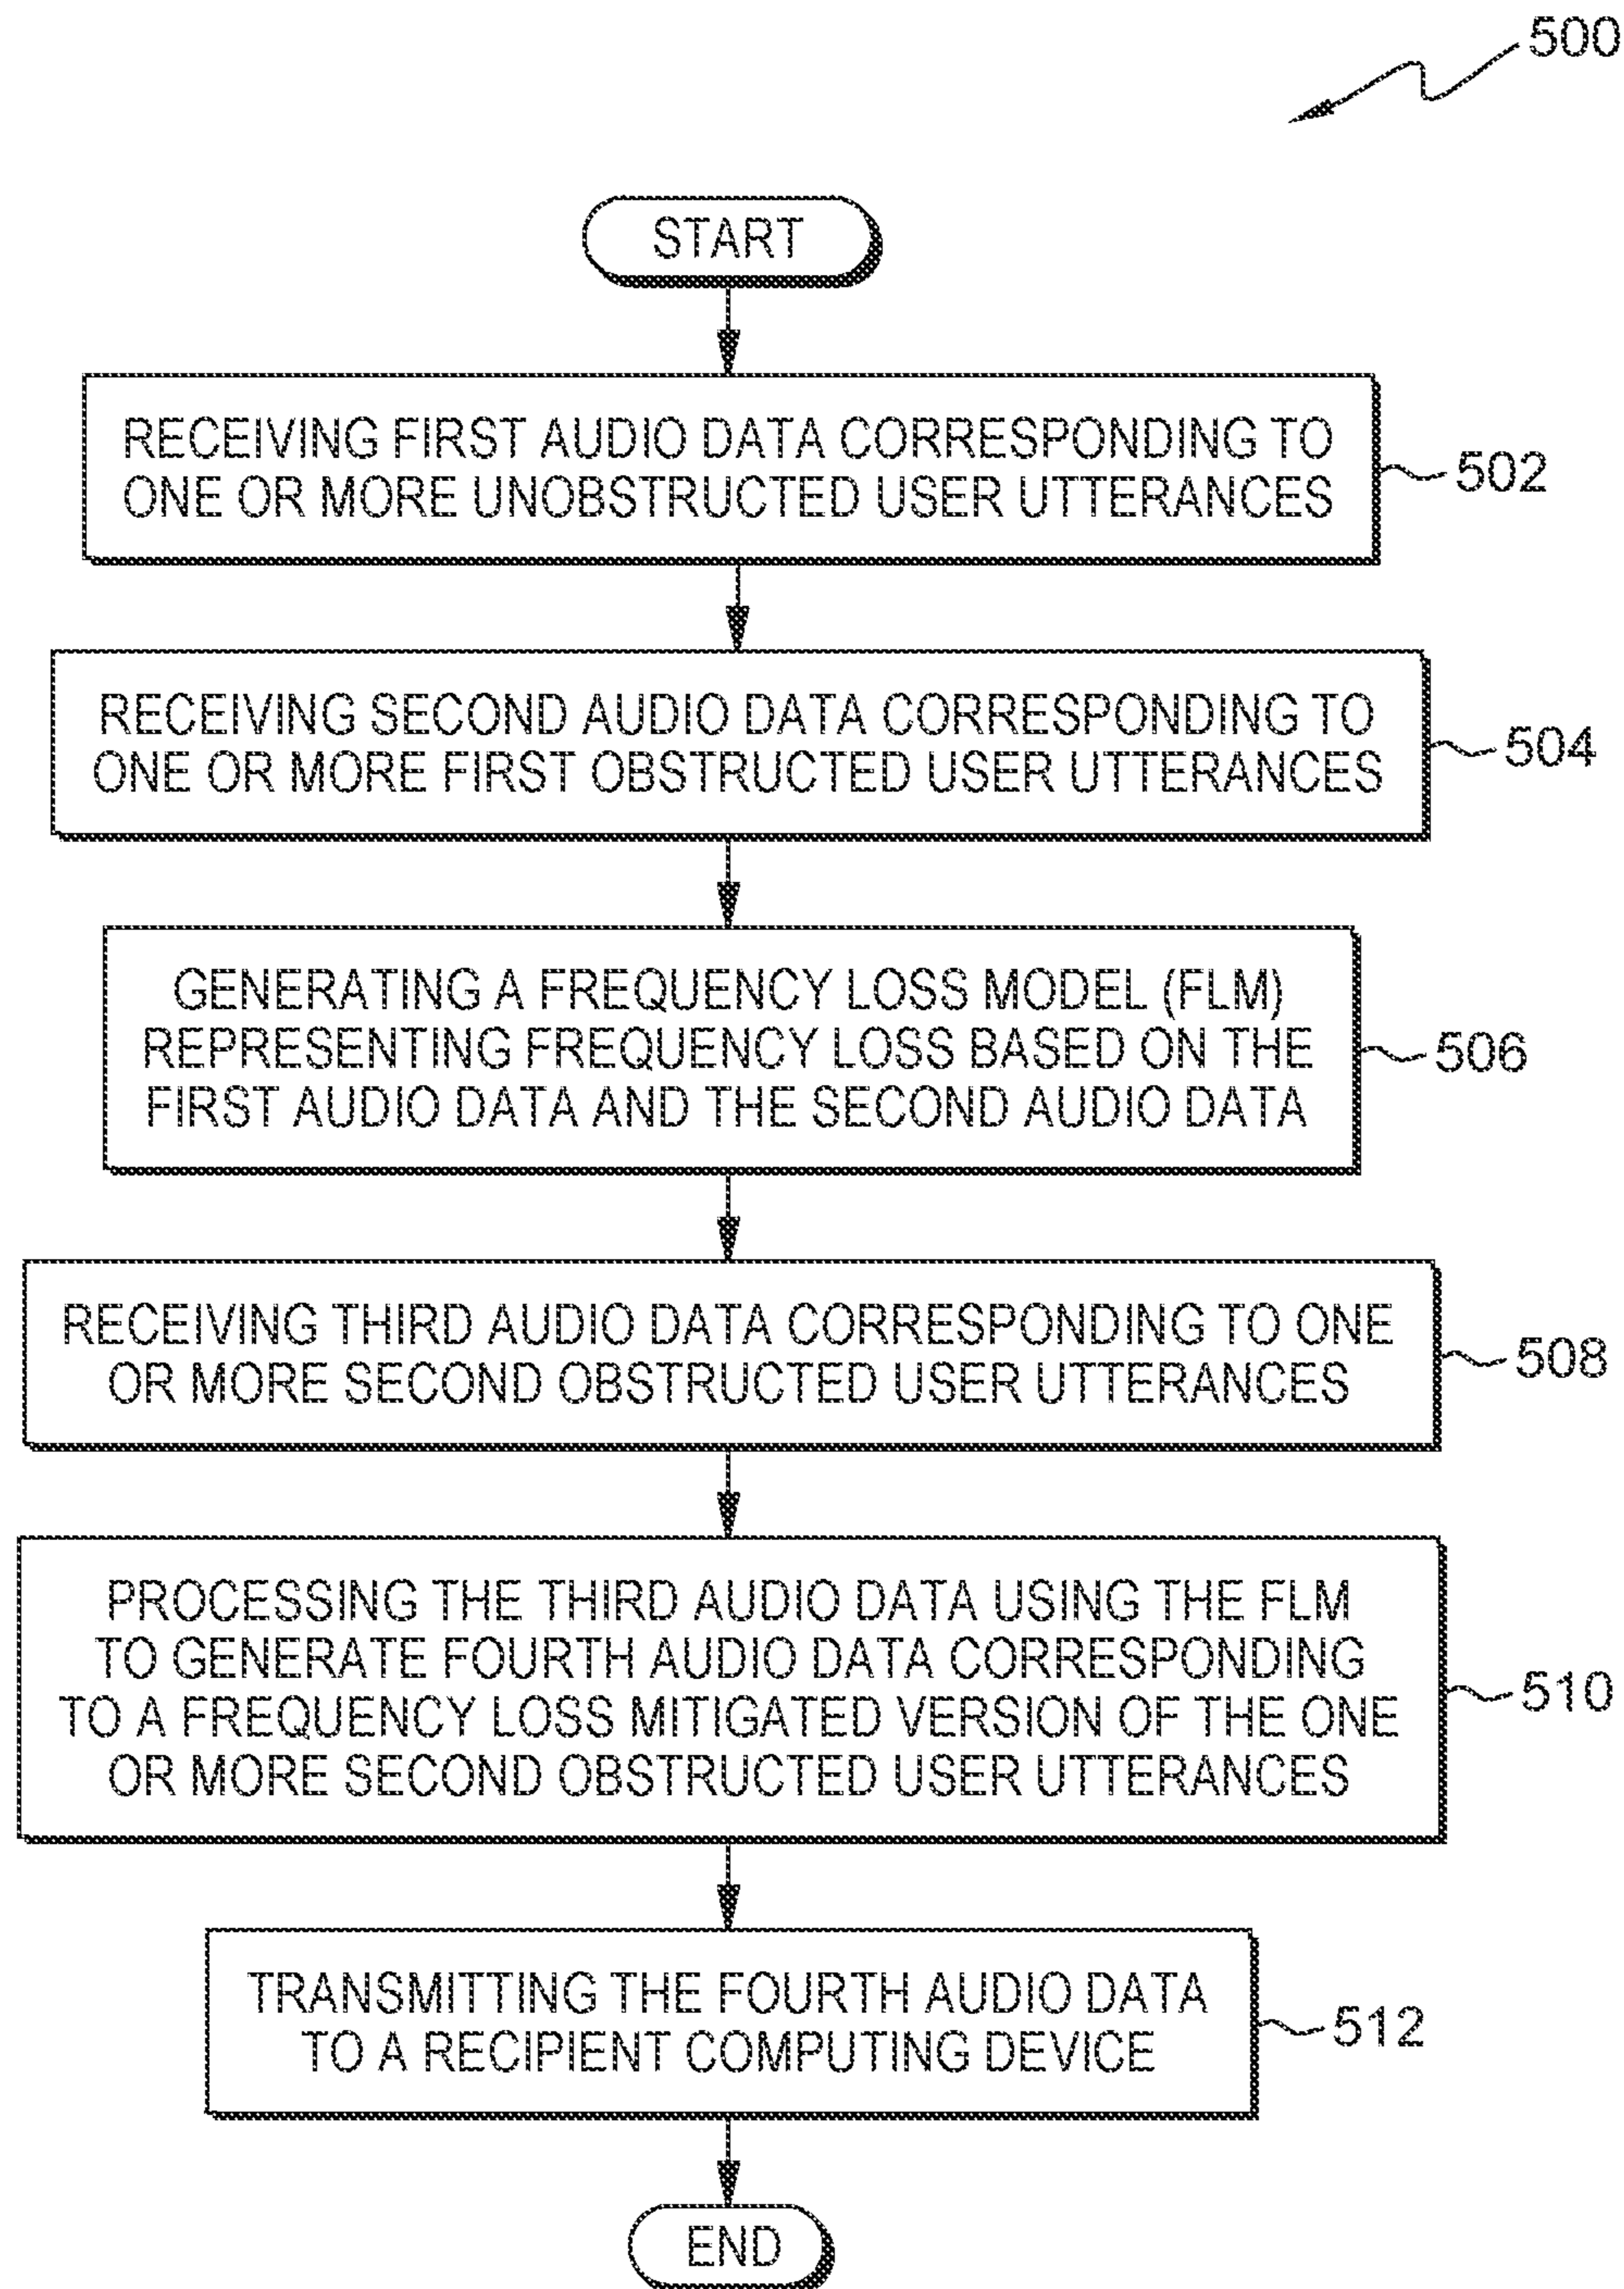 500
START
RECEIVING FIRST AUDIO DATA CORRESPONDING TO
ONE OR MORE UNOBSTRUCTED USER UTTERANCES
502
RECEIVING SECOND AUDIO DATA CORRESPONDING TO
ONE OR MORE FIRST OBSTRUCTED USER UTTERANCES
504
GENERATING A FREQUENCY LOSS MODEL (FLM)
REPRESENTING FREQUENCY LOSS BASED ON THE
FIRST AUDIO DATA AND THE SECOND AUDIO DATA
506
RECEIVING THIRD AUDIO DATA CORRESPONDING TO ONE
OR MORE SECOND OBSTRUCTED USER UTTERANCES
508
PROCESSING THE THIRD AUDIO DATA USING THE FLM
TO GENERATE FOURTH AUDIO DATA CORRESPONDING
TO A FREQUENCY LOSS MITIGATED VERSION OF THE ONE
OR MORE SECOND OBSTRUCTED USER UTTERANCES
510
TRANSMITTING THE FOURTH AUDIO DATA
TO A RECIPIENT COMPUTING DEVICE
512
END